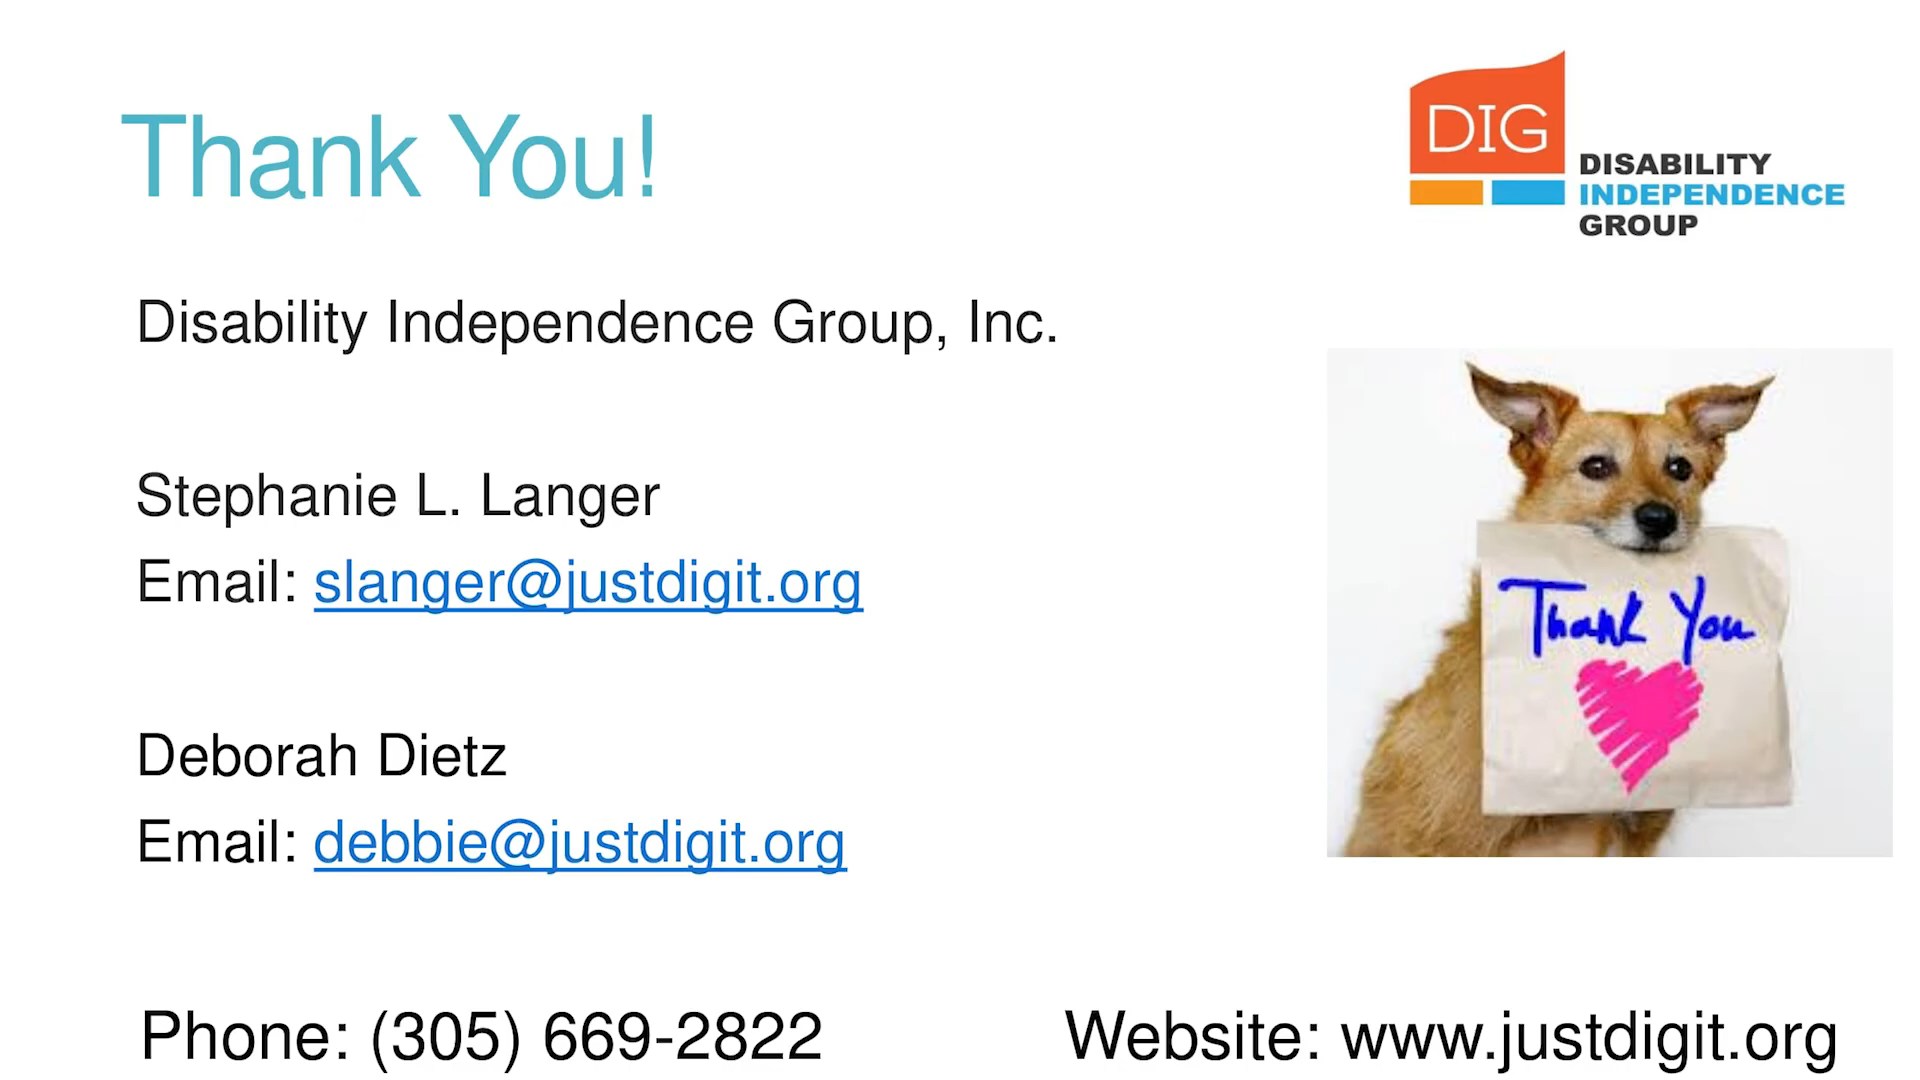 Thank You!
DIG
DISABILITY
INDEPENDENCE
GROUP
Disability Independence Group, Inc.
Stephanie L. Langer
Email: slanger@justdigit.org
Thank You
Deborah Dietz
Email: debbie@justdigit.org
Phone: (305) 669-2822
Website: www.justdigit.org